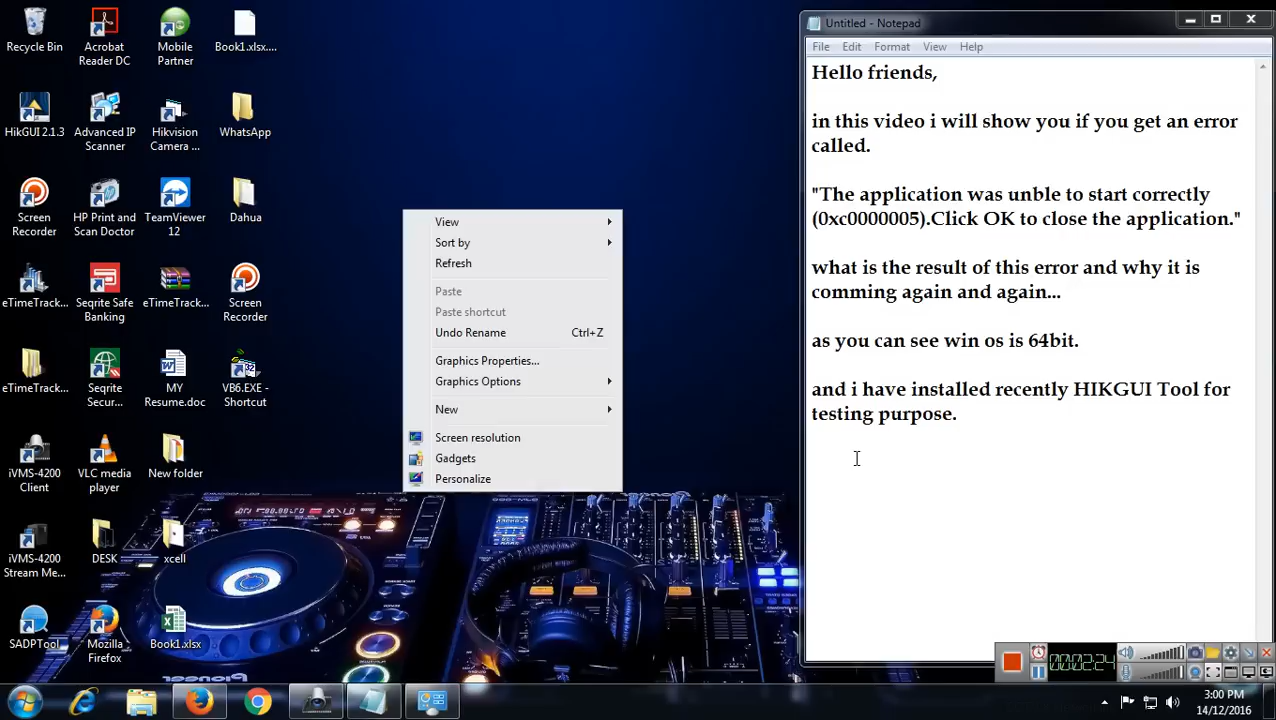 Recycle Bin
Acrobat
Reader DC
Mobile
Partner
Book1.xlsx....
HikGUI 2.1.3
Advanced IP
Scanner
Hikvision
Camera ...
WhatsApp
Screen
Recorder
HP Print and
Scan Doctor
TeamViewer
12
Dahua
eTimeTrack...
Seqrite Safe
Banking
eTimeTrack...
Screen
Recorder
eTimeTrack...
Seqrite
Secur...
MY
Resume.doc
VB6.EXE -
Shortcut
iVMS-4200
Client
VLC media
player
New folder
iVMS-4200
Stream Me...
DESK
xcell
SADPTool
Mozilla
Firefox
Book1.xlsx
View
Sort by
Refresh
Paste
Paste shortcut
Undo Rename Ctrl+Z
Graphics Properties...
Graphics Options
New
Screen resolution
Gadgets
Personalize
Untitled - Notepad
File Edit Format View Help
Hello friends,
in this video i will show you if you get an error
called.
"The application was unble to start correctly
(0xc0000005).Click OK to close the application."
what is the result of this error and why it is
comming again and again...
as you can see win os is 64bit.
and i have installed recently HIKGUI Tool for
testing purpose.
00:02:24
Pioneer
3:00 PM
14/12/2016